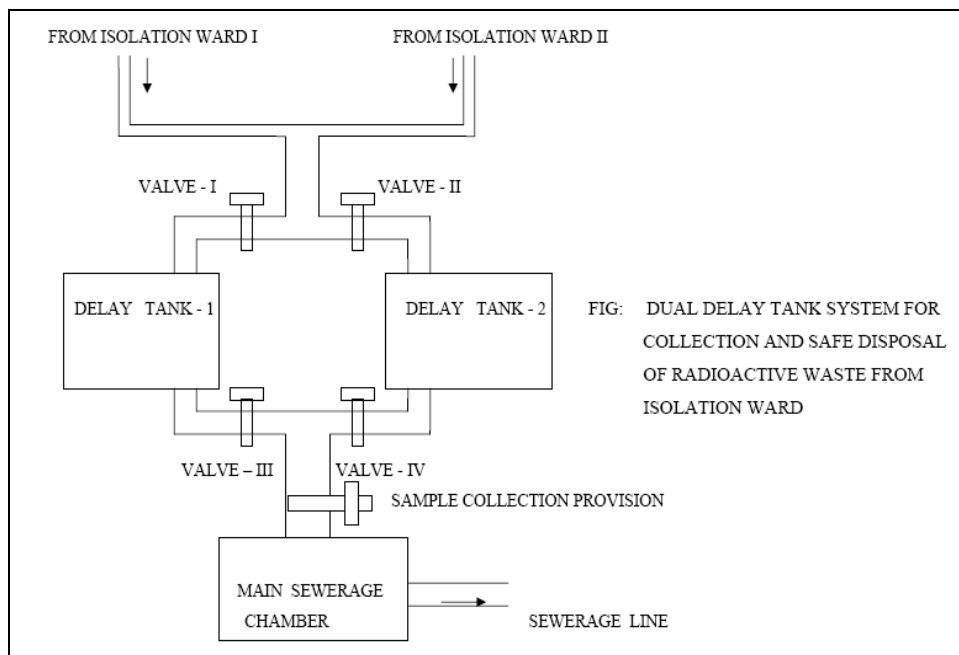 FROM ISOLATION WARD I
FROM ISOLATION WARD II
VALVE - I
VALVE - II
DELAY TANK - 1
DELAY TANK - 2
FIG: DUAL DELAY TANK SYSTEM FOR
COLLECTION AND SAFE DISPOSAL
OF RADIOACTIVE WASTE FROM
ISOLATION WARD
VALVE – III
VALVE - IV
SAMPLE COLLECTION PROVISION
MAIN SEWERAGE
CHAMBER
SEWERAGE LINE